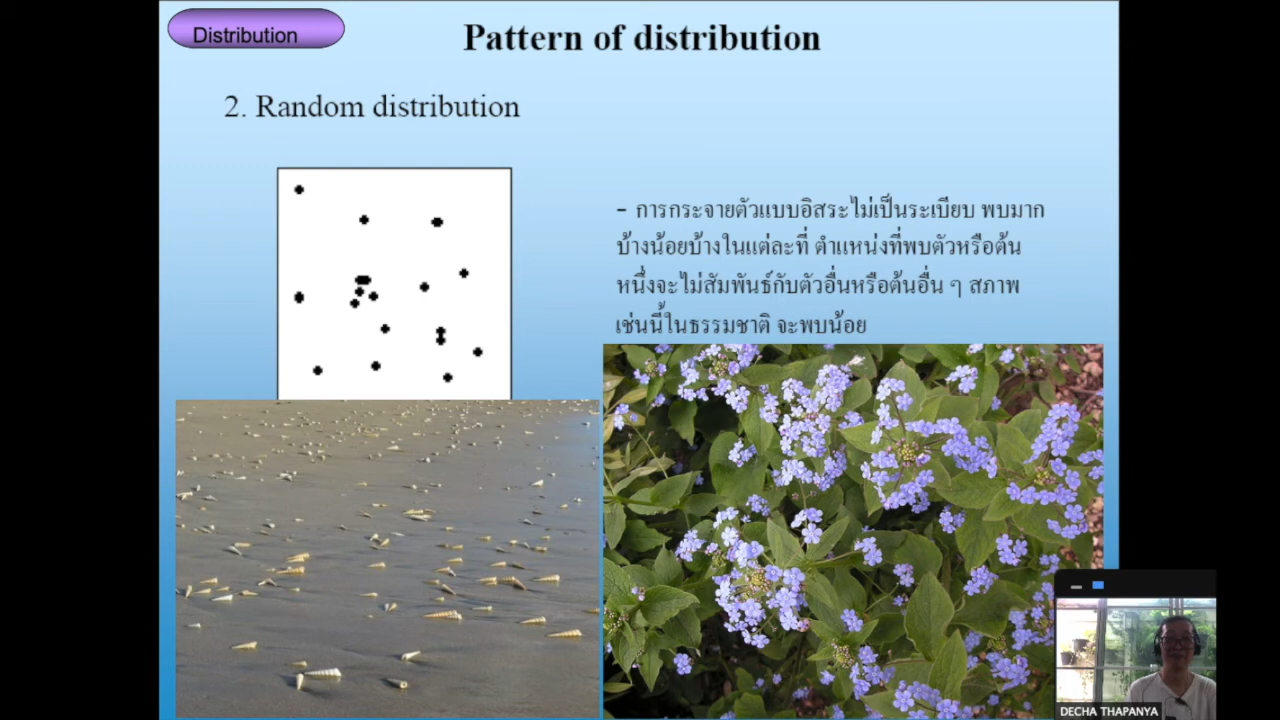 Distribution
Pattern of distribution
2. Random distribution
- การกระจายตัวแบบอิสระไม่เป็นระเบียบ พบมาก
บ้างน้อยบ้างในแต่ละที่ ตำแหน่งที่พบตัวหรือต้น
หนึ่งจะไม่สัมพันธ์กับตัวอื่นหรือต้นอื่น ๆ สภาพ
เช่นนี้ในธรรมชาติ จะพบน้อย
DECHA THAPANYA